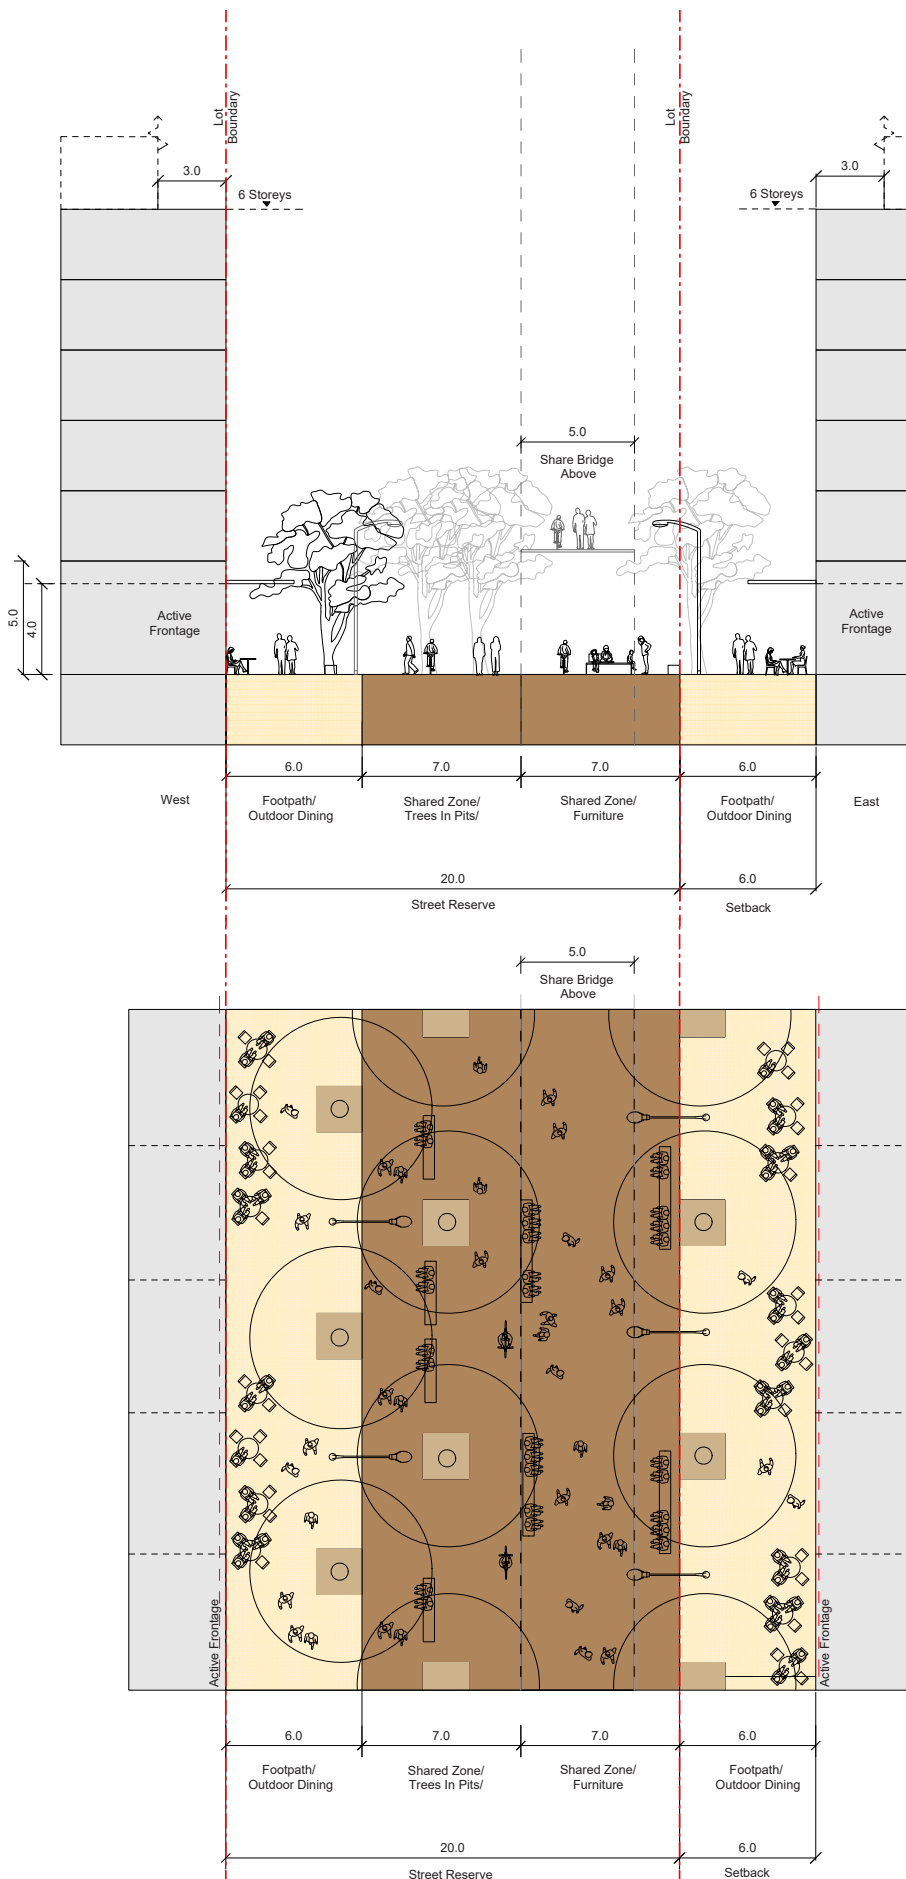 Lot
Boundary
Lot
Boundary
3.0
3.0
6 Storeys
6 Storeys
5.0
Share Bridge
Above
5.0
4.0
Active
Frontage
Active
Frontage
6.0
7.0
7.0
6.0
West
Footpath/
Outdoor Dining
Shared Zone/
Trees In Pits/
Shared Zone/
Furniture
Footpath/
Outdoor Dining
East
20.0
6.0
Street Reserve
Setback
5.0
Share Bridge
Above
Active Frontage
Active Frontage
6.0
7.0
7.0
6.0
Footpath/
Outdoor Dining
Shared Zone/
Trees In Pits/
Shared Zone/
Furniture
Footpath/
Outdoor Dining
20.0
6.0
Street Reserve
Setback